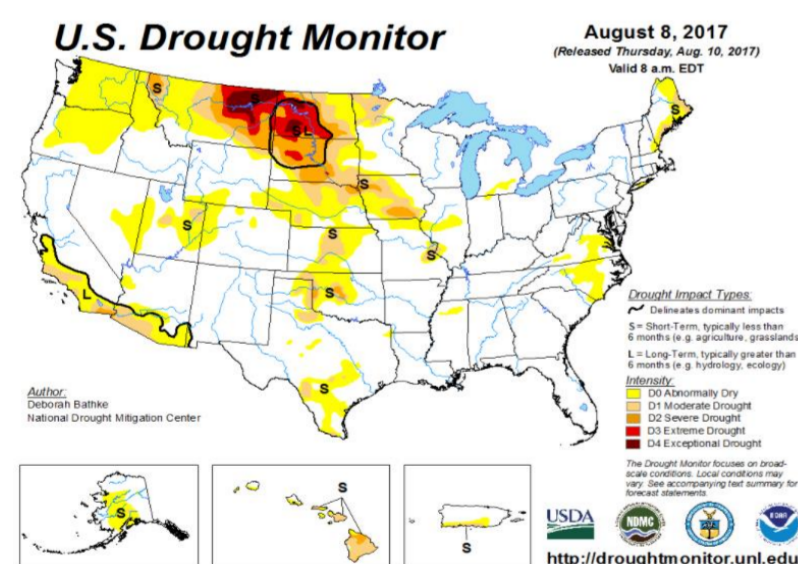 U.S. Drought Monitor
August 8, 2017
(Released Thursday, Aug. 10, 2017)
Valid 8 a.m. EDT
S
S
S
L
S
S
S
S
S
S
L
S
Drought Impact Types:
Delineates dominant impacts
S = Short-Term, typically less than
6 months (e.g. agriculture, grasslands
L = Long-Term, typically greater than
6 months (e.g. hydrology, ecology)
Intensity:
D0 Abnormally Dry
D1 Moderate Drought
D2 Severe Drought
D3 Extreme Drought
D4 Exceptional Drought
Author:
Deborah Bathke
National Drought Mitigation Center
The Drought Monitor focuses on broad-
scale conditions. Local conditions may
vary. See accompanying text summary for
forecast statements.
S
S
S
USDA
NDMC
http://droughtmonitor.unl.edu